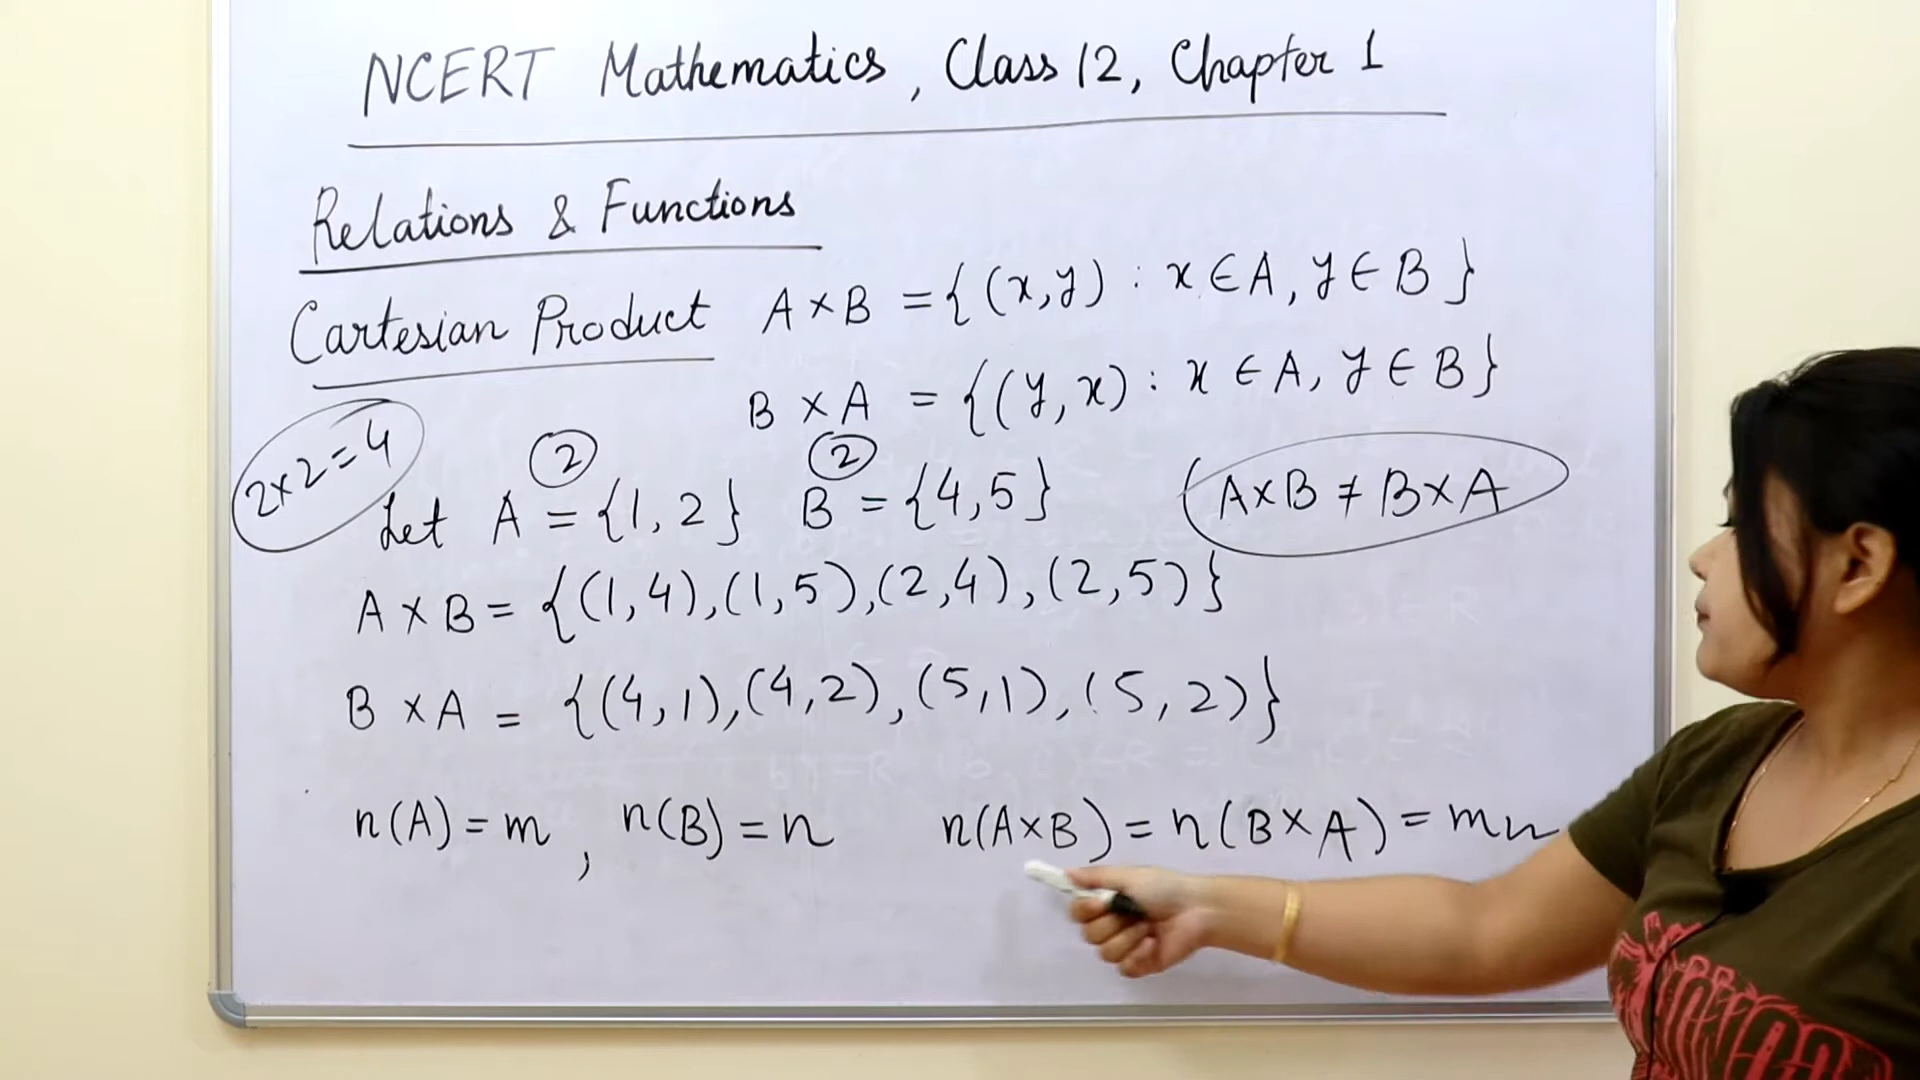 NCERT Mathematics, Class 12, Chapter 1
Relations & Functions
Cartesian Product A × B = {(x,y) : x ∈ A, y ∈ B}
B × A = {(y,x) : x ∈ A, y ∈ B}
2×2=4
② ②
Let A = {1, 2} B = {4,5} A×B ≠ B×A
A × B = {(1,4),(1,5),(2,4),(2,5)}
B × A = {(4,1),(4,2),(5,1),(5,2)}
n(A) = m, n(B) = n n(A×B) = n(B×A) = mn